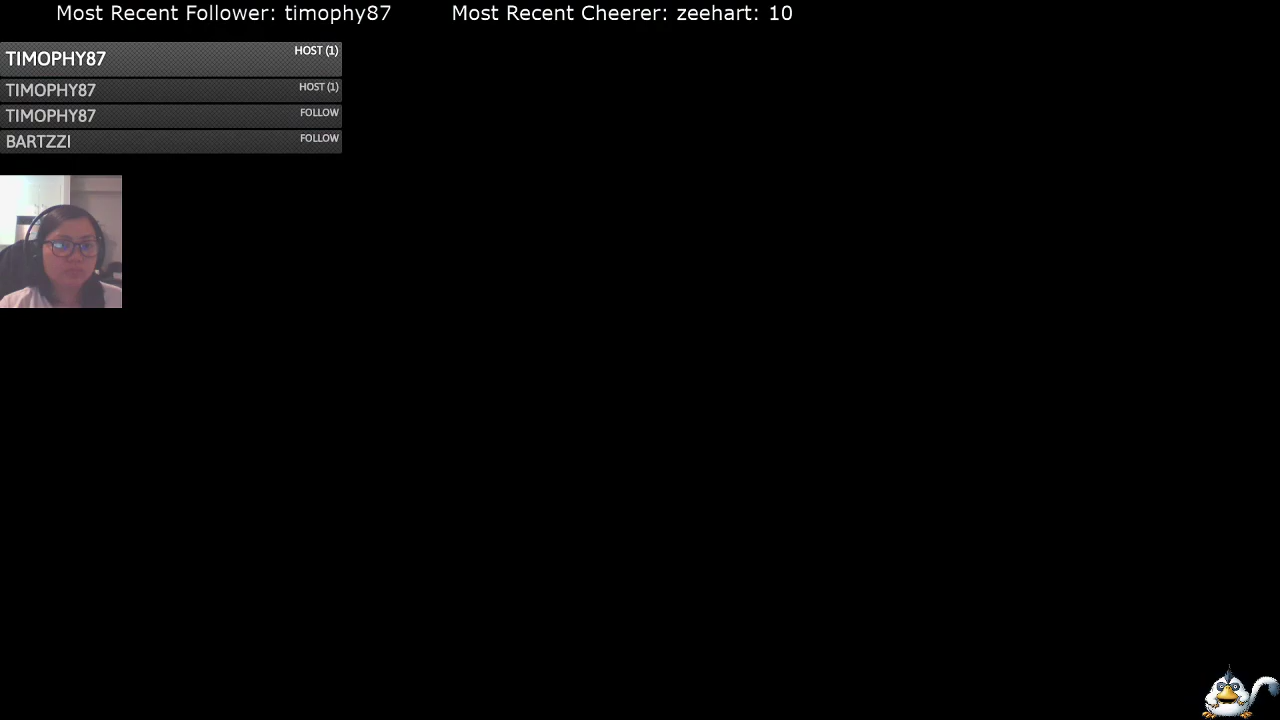 Most Recent Follower: timophy87 Most Recent Cheerer: zeehart: 10
TIMOPHY87 HOST (1)
TIMOPHY87 HOST (1)
TIMOPHY87 FOLLOW
BARTZZI FOLLOW